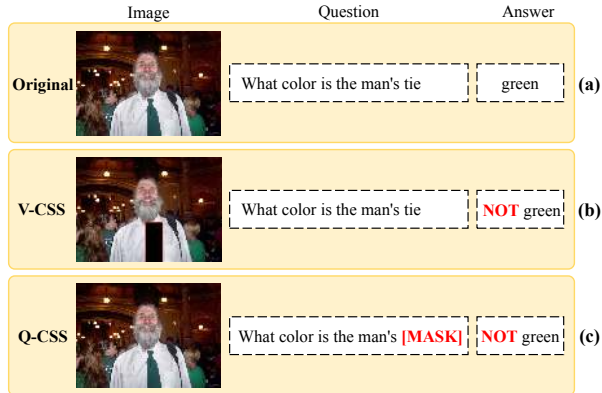 Image Question Answer
Original What color is the man's tie green (a)
V-CSS What color is the man's tie NOT green (b)
Q-CSS What color is the man's [MASK] NOT green (c)